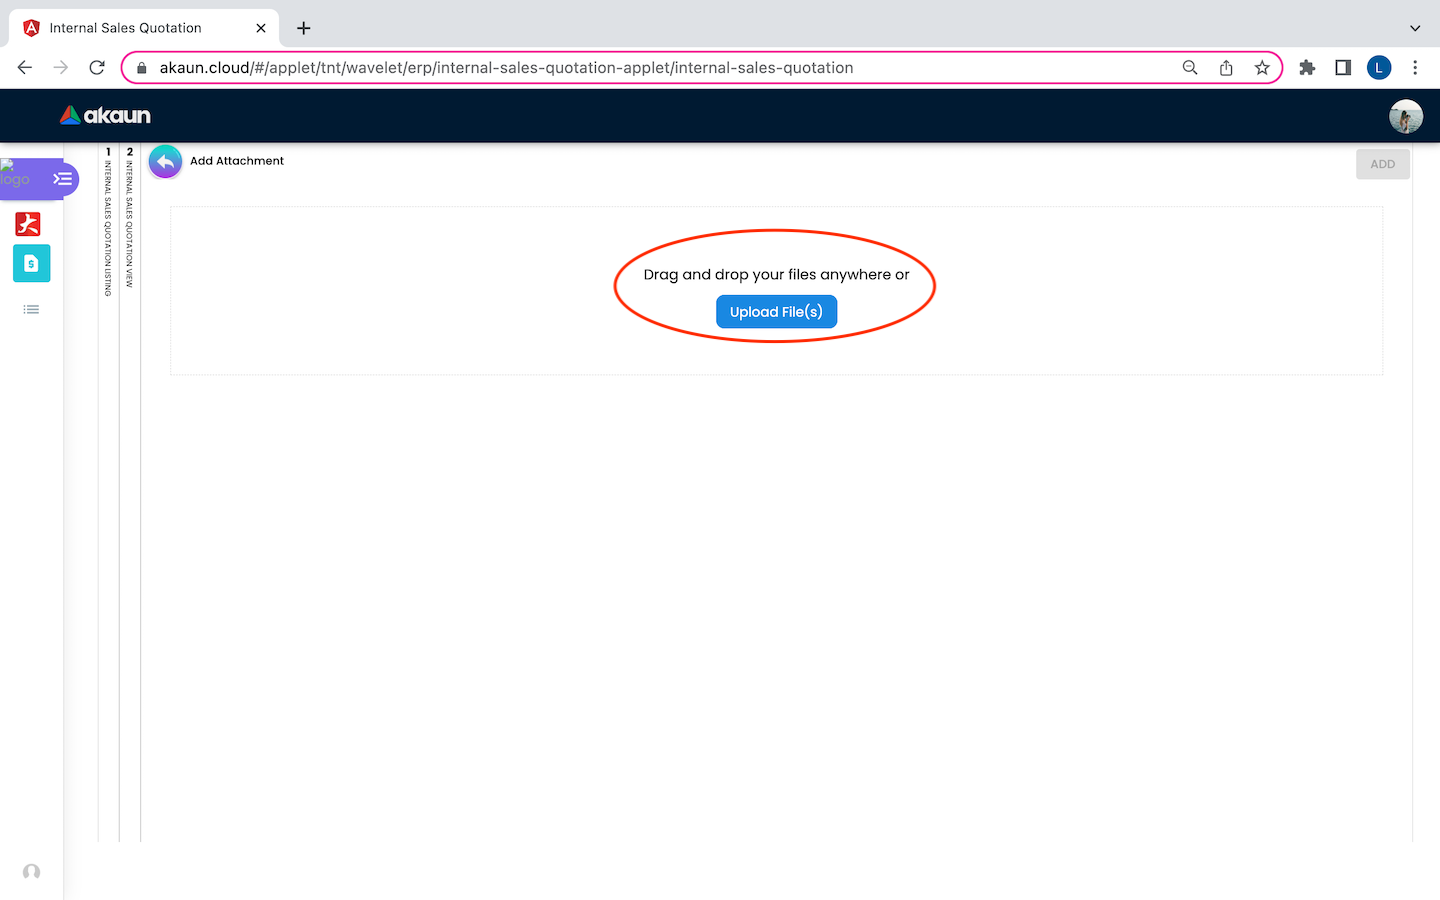 Internal Sales Quotation
akaun.cloud/#/applet/tnt/wavelet/erp/internal-sales-quotation-applet/internal-sales-quotation
L
akaun
logo
1
INTERNAL SALES QUOTATION LISTING
2
INTERNAL SALES QUOTATION VIEW
Add Attachment
ADD
Drag and drop your files anywhere or
Upload File(s)